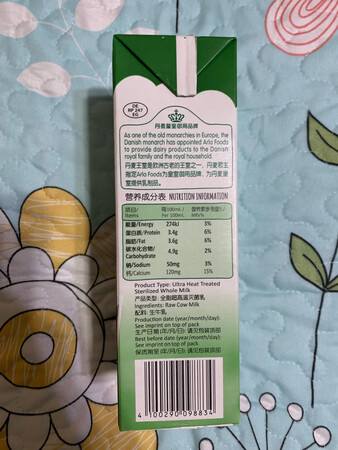 DE
RP 247
EG
丹麦皇室御用品牌
As one of the old monarchies in Europe, the
Danish monarch has appointed Arla Foods
to provide dairy products to the Danish
royal family and the royal household.
丹麦王室是欧洲古老的王室之一，丹麦君主
指定Arla Foods为皇室御用品牌，为丹麦
皇室提供乳制品。
营养成分表 NUTRITION INFORMATION
项目/ 每100mL/ 营养素参考值%/
Items Per 100mL NRV%
能量/Energy 274kJ 3%
蛋白质/Protein 3.4g 6%
脂肪/Fat 3.6g 6%
碳水化合物/ 4.9g 2%
Carbohydrate
钠/Sodium 50mg 3%
钙/Calcium 120mg 15%
Product Type: Ultra Heat Treated
Sterilized Whole Milk
产品类型: 全脂超高温灭菌乳
Ingredients: Raw Cow Milk
配料: 生牛乳
Production date (year/month/day):
See imprint on top of pack
生产日期 (年/月/日): 请见包装顶部
Best before date (year/month/day):
See imprint on top of pack
保质期至 (年/月/日): 请见包装顶部
4 100290 098834 >